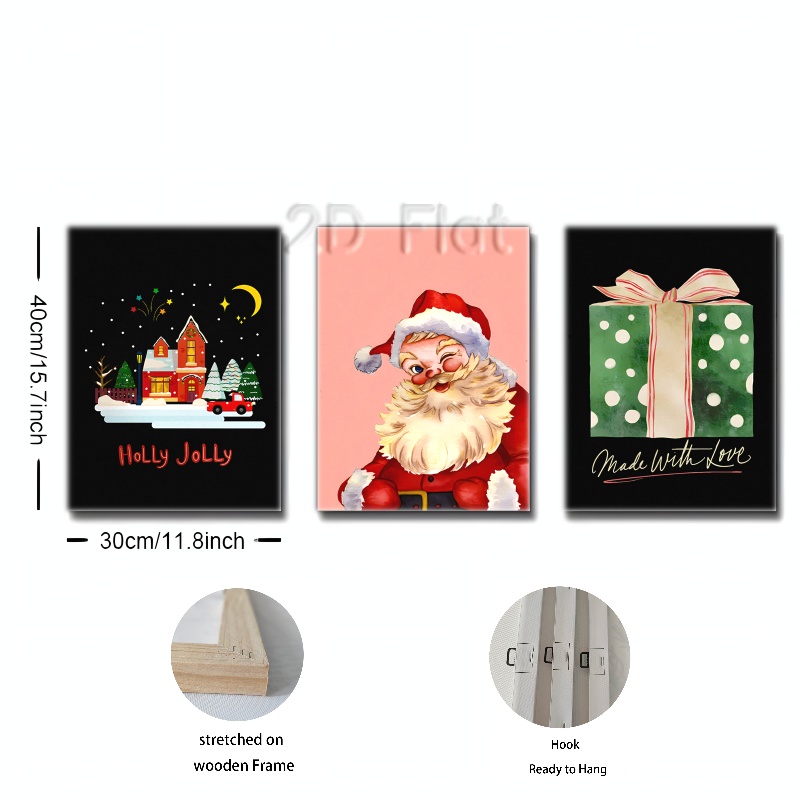 2D Flat
40cm/15.7inch
HoLLy JoLLy
Made With Love
30cm/11.8inch
stretched on
wooden Frame
Hook
Ready to Hang